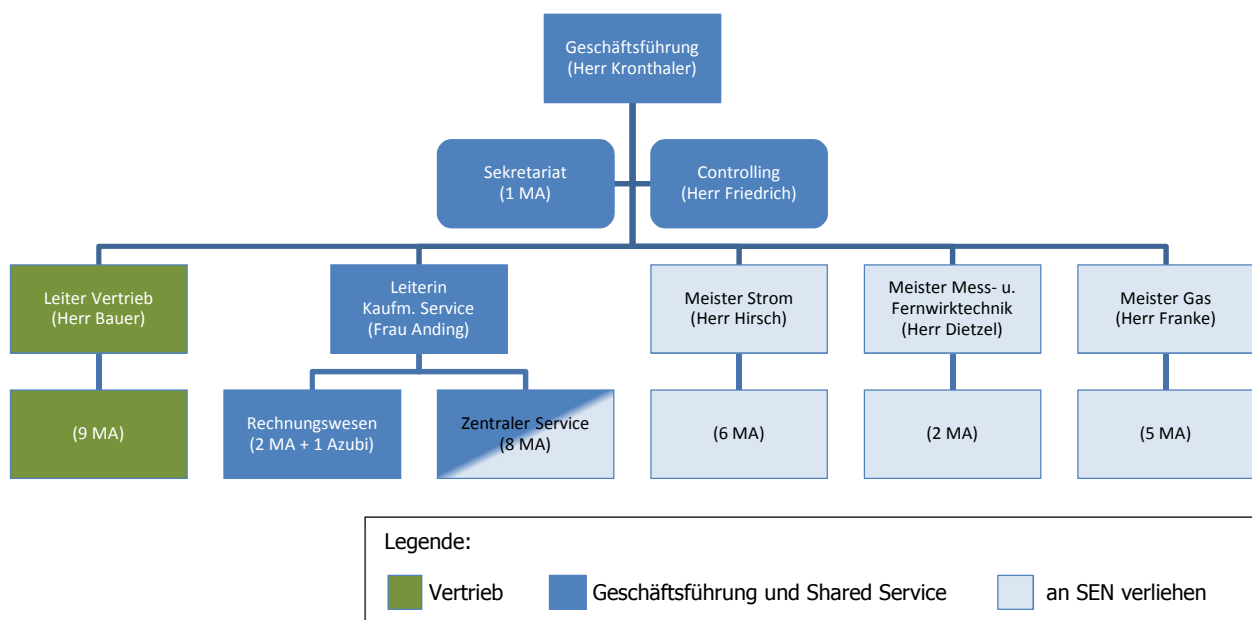 Geschäftsführung
(Herr Kronthaler)
Sekretariat
(1 MA)
Controlling
(Herr Friedrich)
Leiter Vertrieb
(Herr Bauer)
Leiterin
Kaufm. Service
(Frau Anding)
Meister Strom
(Herr Hirsch)
Meister Mess- u.
Fernwirktechnik
(Herr Dietzel)
Meister Gas
(Herr Franke)
(9 MA)
Rechnungswesen
(2 MA + 1 Azubi)
Zentraler Service
(8 MA)
(6 MA)
(2 MA)
(5 MA)
Legende:
Vertrieb
Geschäftsführung und Shared Service
an SEN verliehen